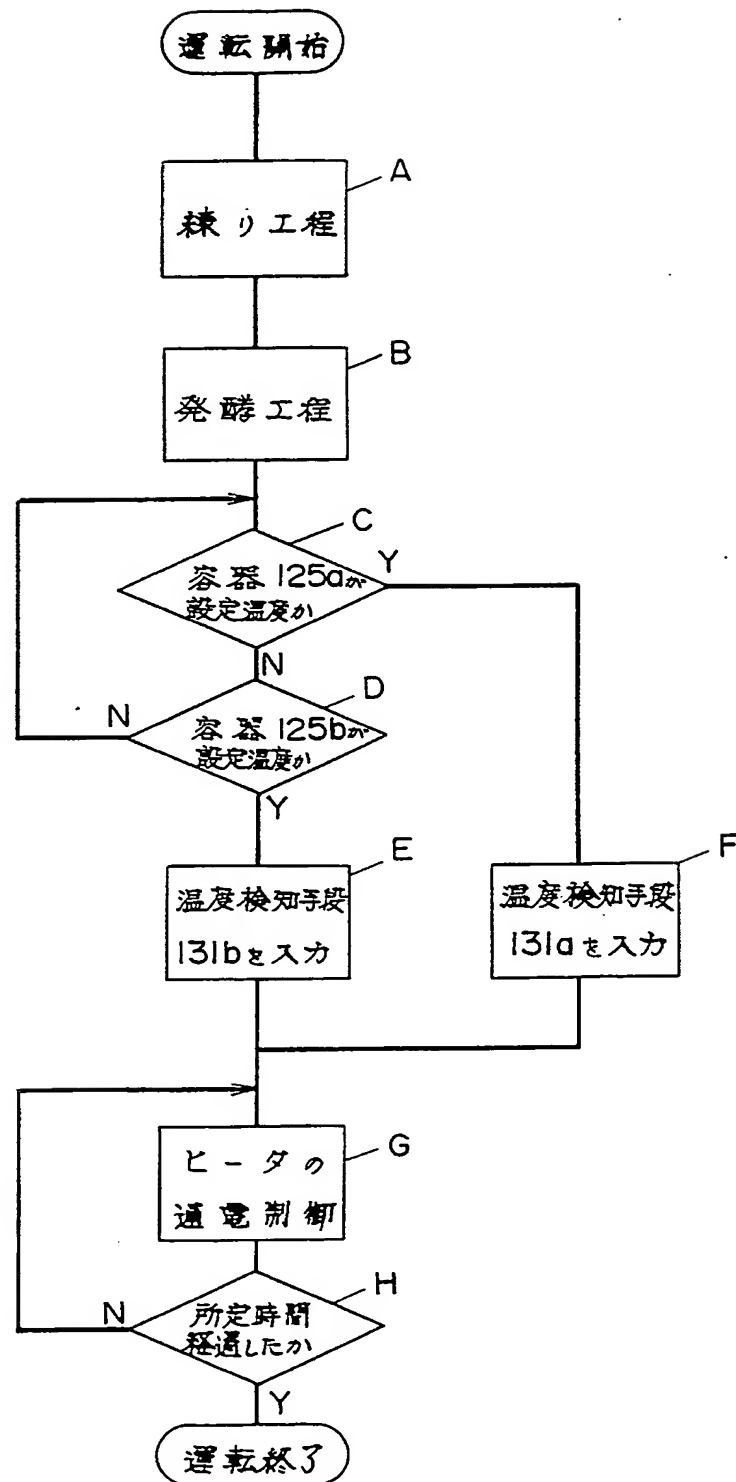 運転開始
A
練り工程
B
発酵工程
C
Y
容器125aが
設定温度か
N
D
N
容器125bが
設定温度か
Y
E
F
温度検知手段
131bを入力
温度検知手段
131aを入力
G
ヒータの
通電制御
H
N
所定時間
経過したか
Y
運転終了